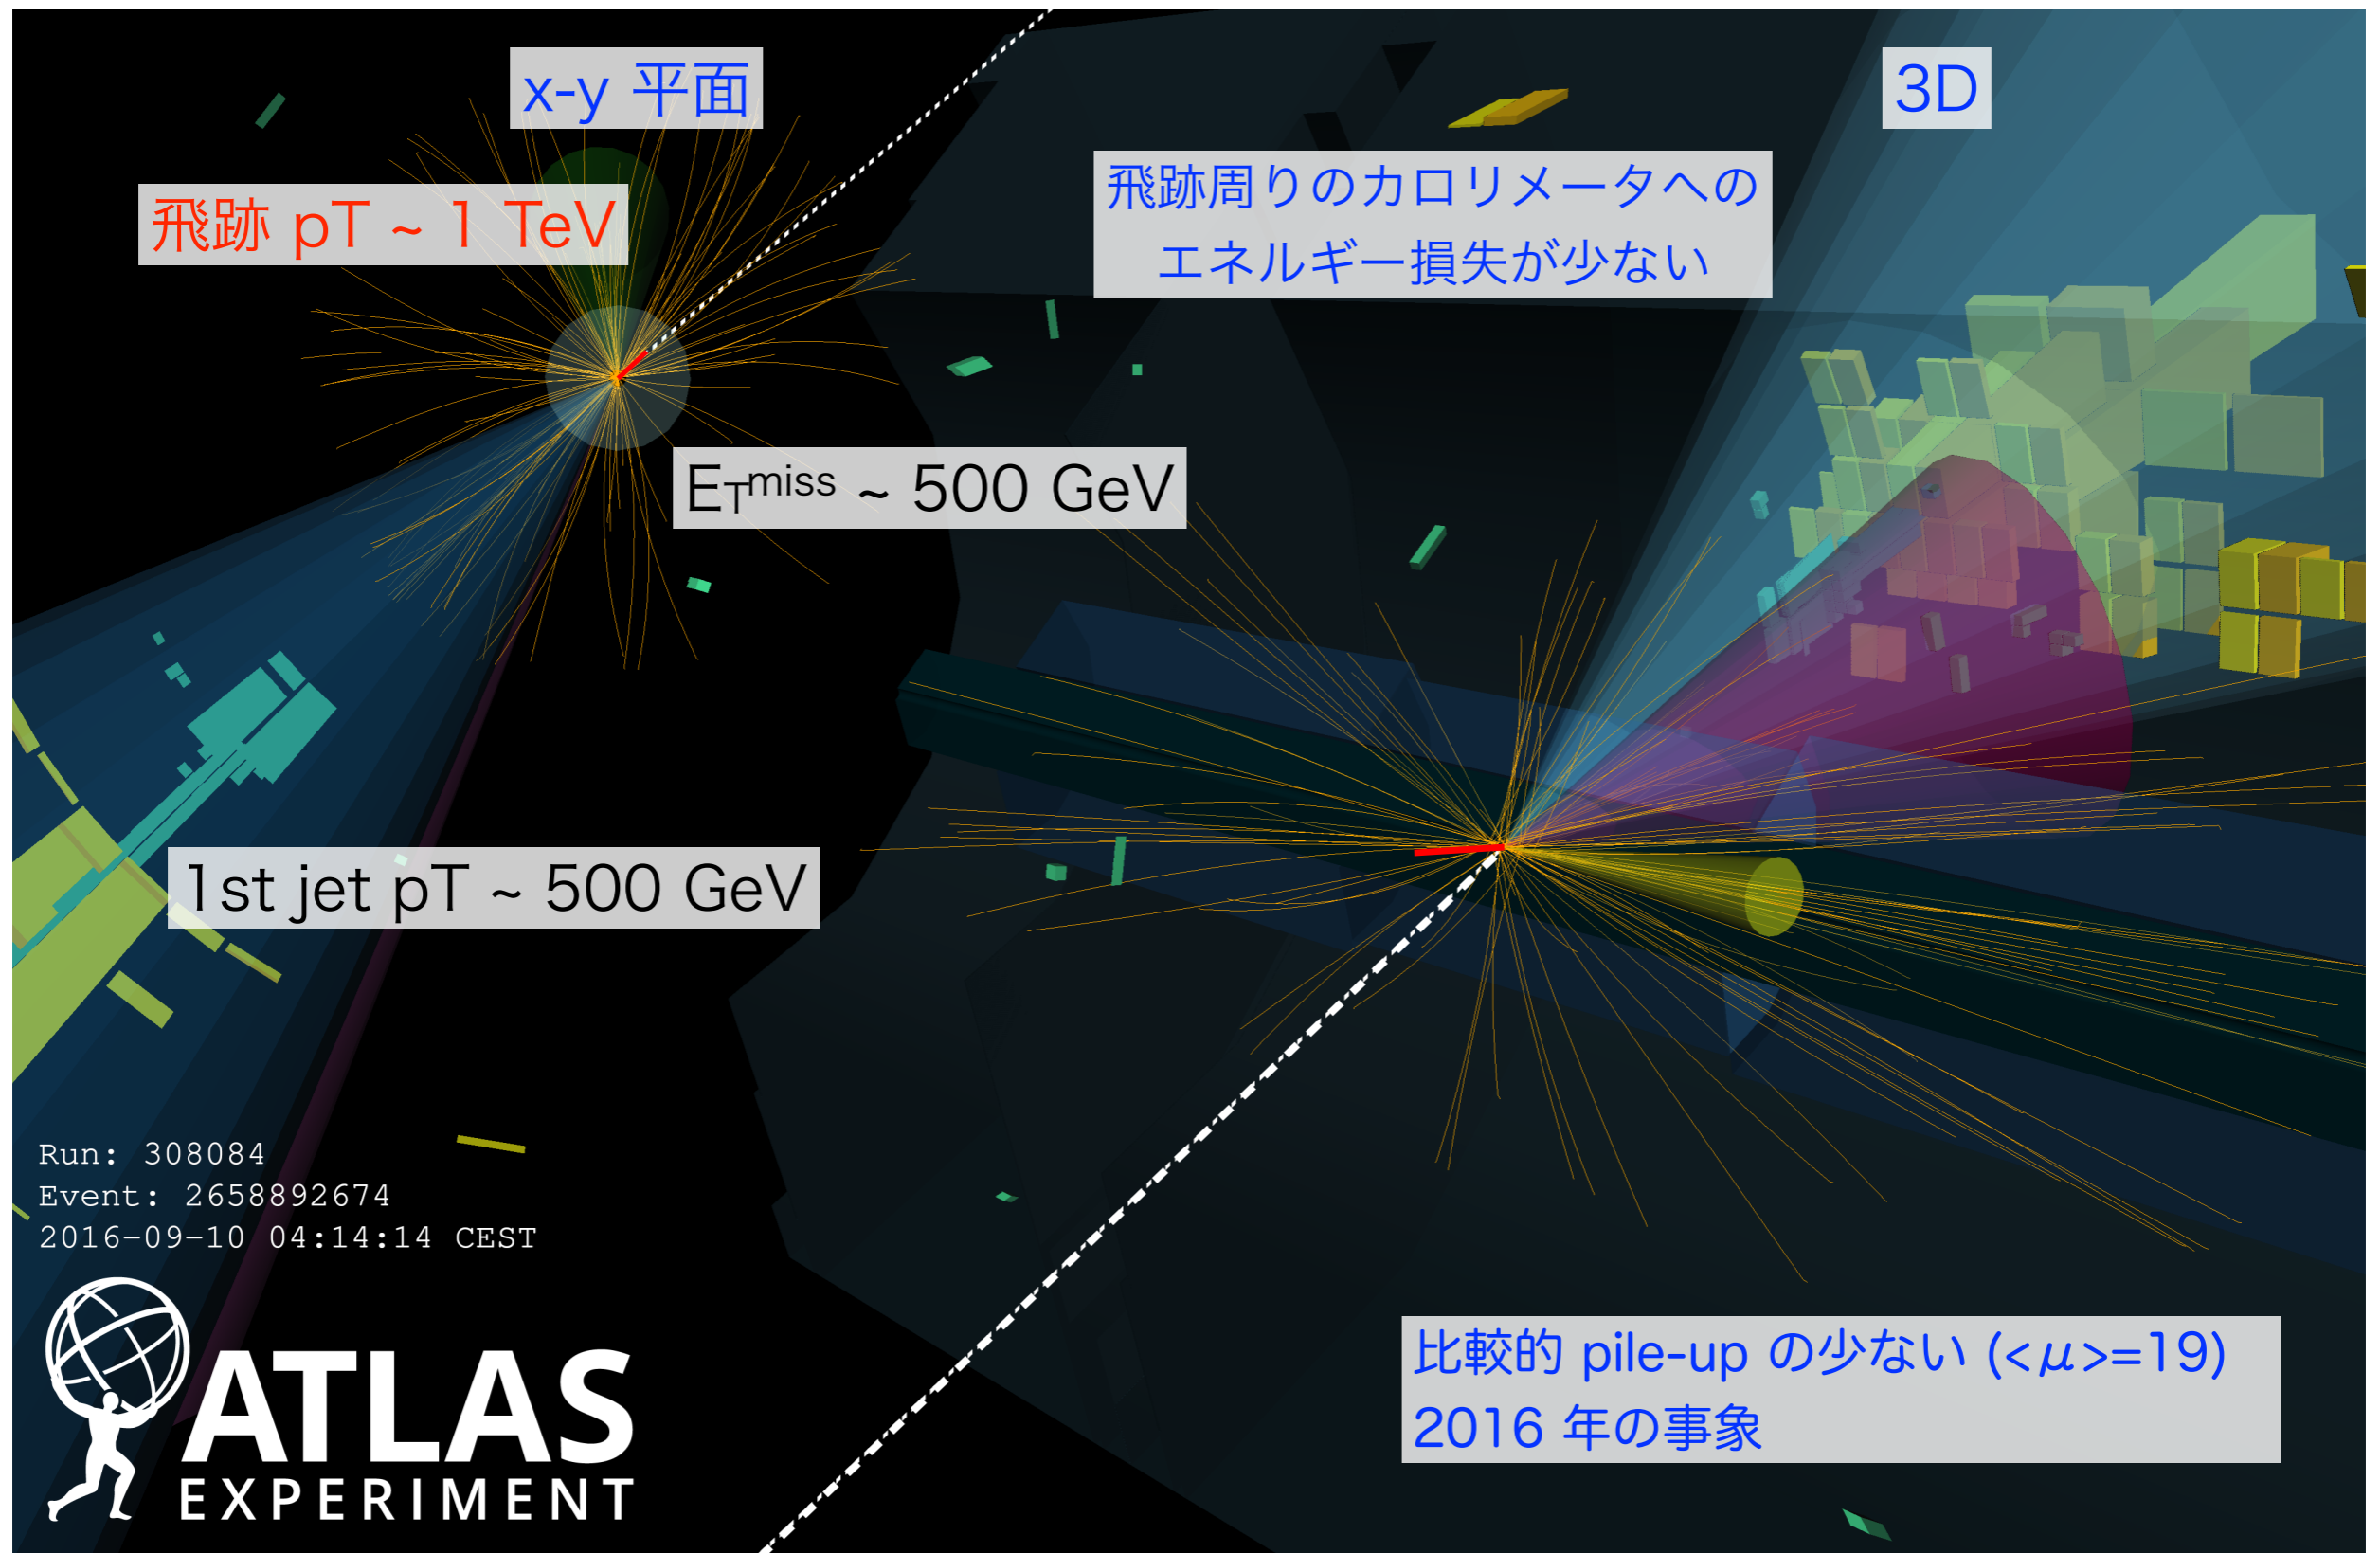 x-y 平面
3D
飛跡 pT ~ 1 TeV
飛跡周りのカロリメータへの
エネルギー損失が少ない
ETmiss ~ 500 GeV
1st jet pT ~ 500 GeV
Run: 308084
Event: 2658892674
2016-09-10 04:14:14 CEST
ATLAS
EXPERIMENT
比較的 pile-up の少ない (<μ>=19)
2016 年の事象